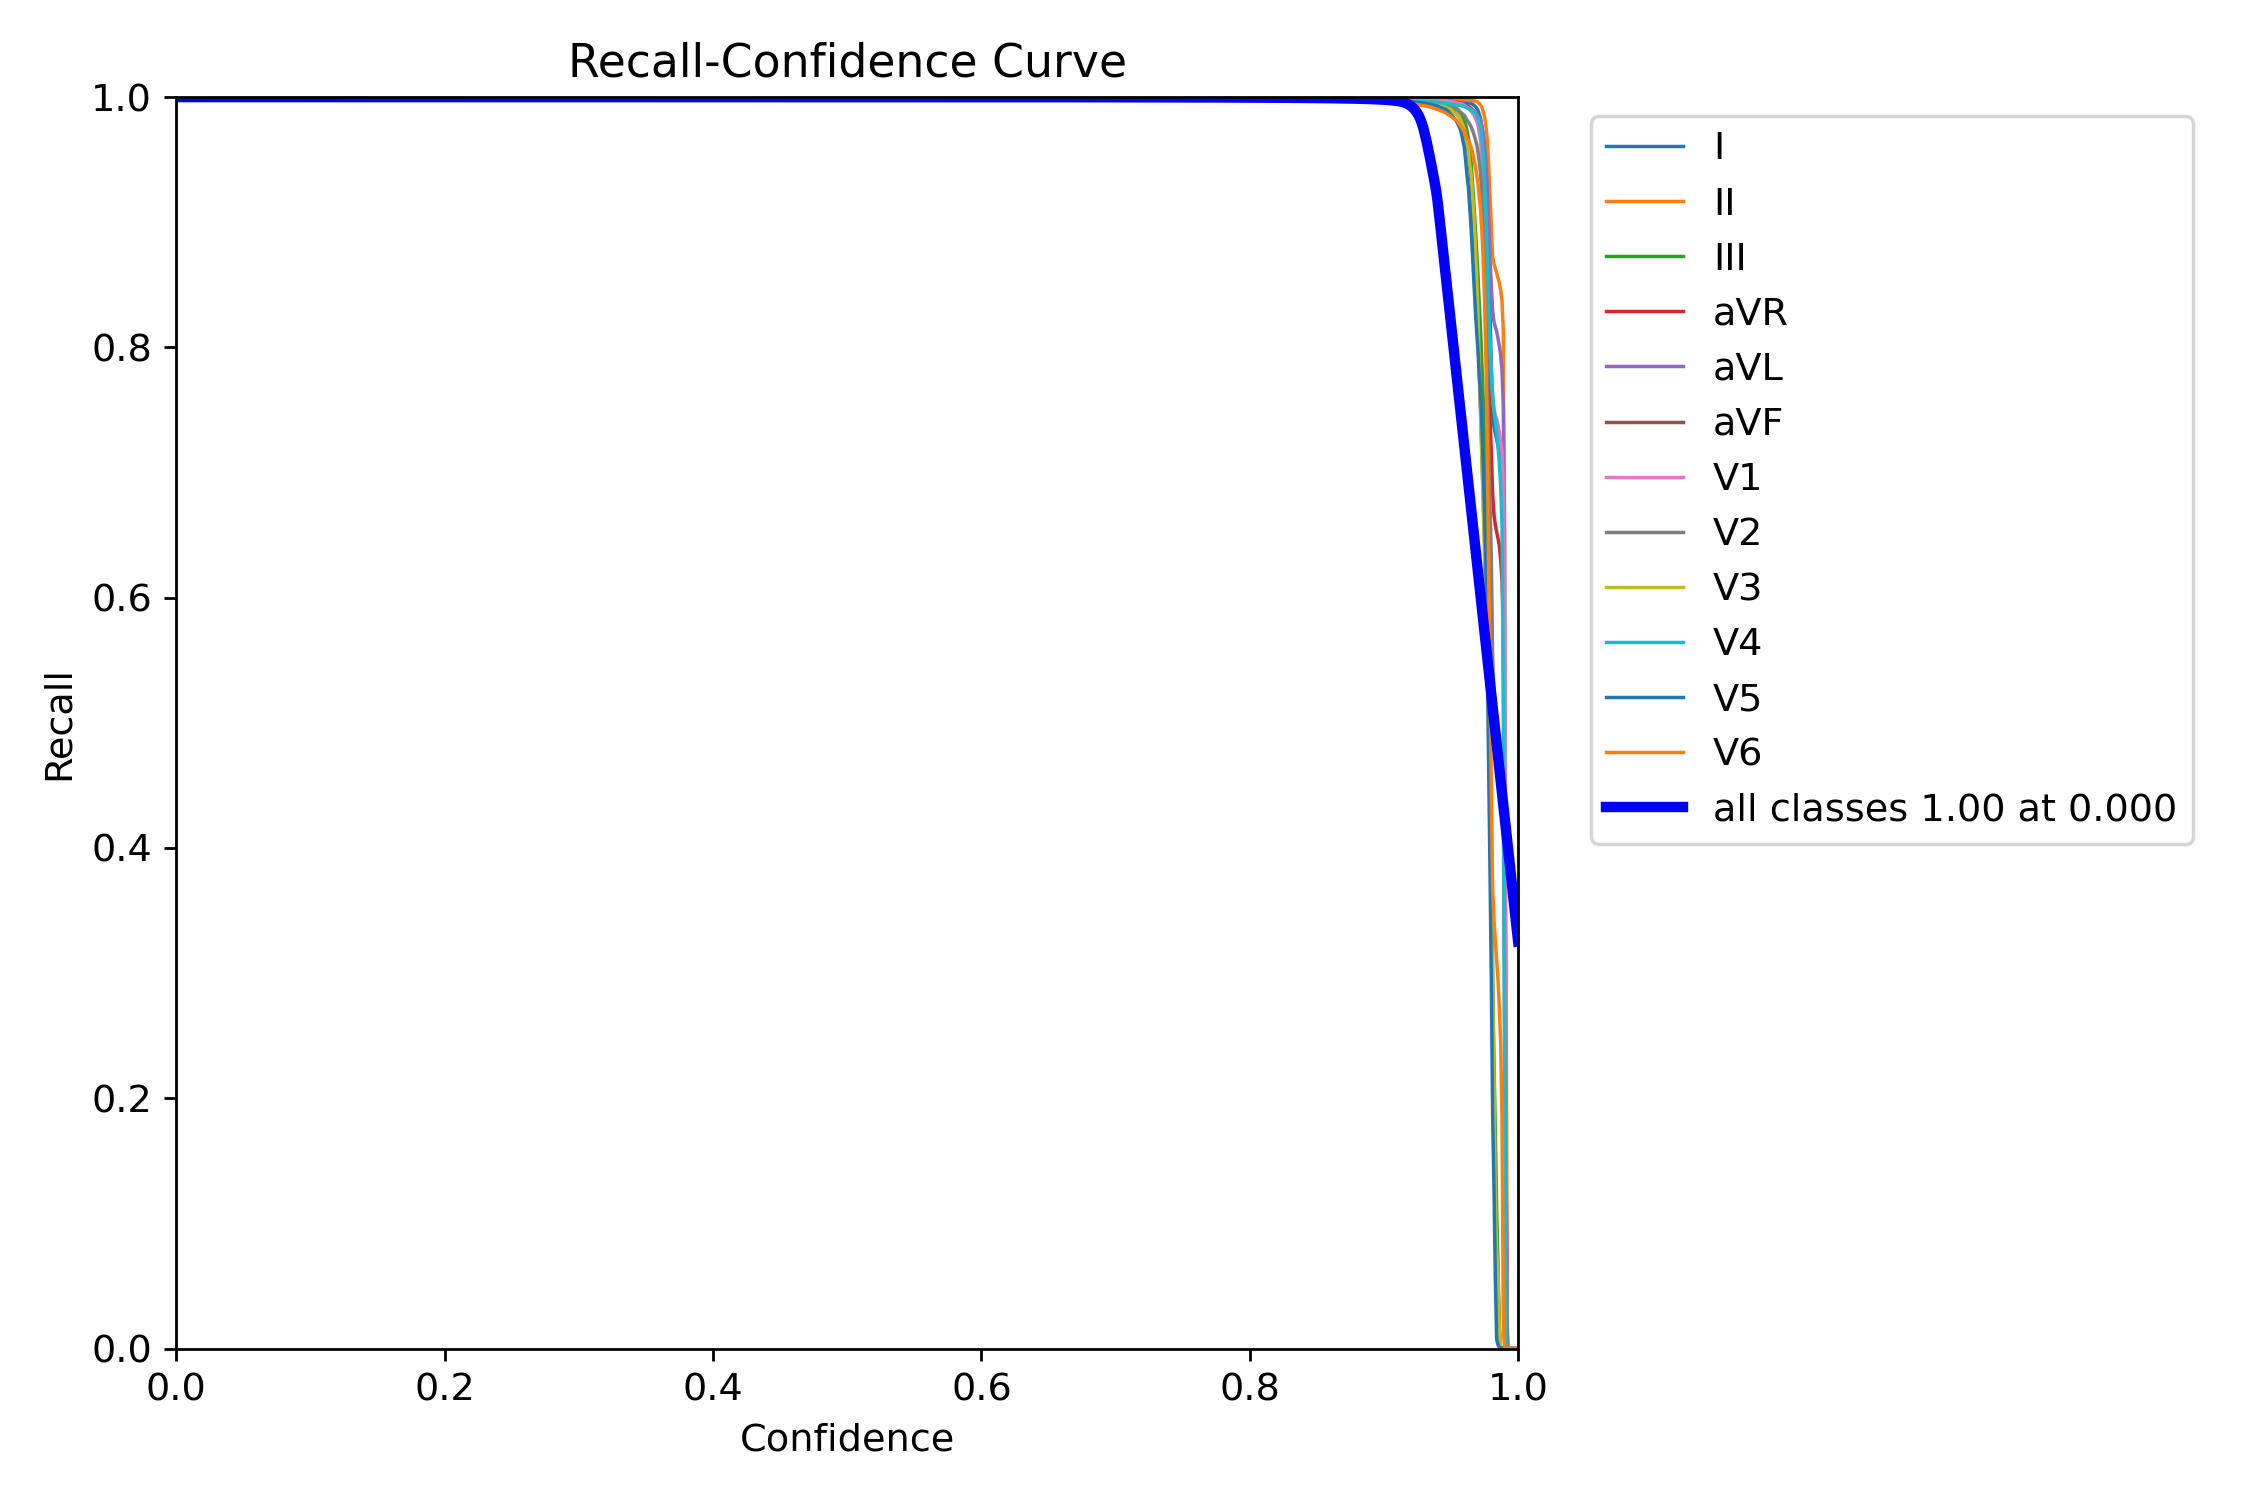 Recall-Confidence Curve
1.0
0.8
0.6
0.4
0.2
0.0
Recall
0.0 0.2 0.4 0.6 0.8 1.0
Confidence
I
II
III
aVR
aVL
aVF
V1
V2
V3
V4
V5
V6
all classes 1.00 at 0.000